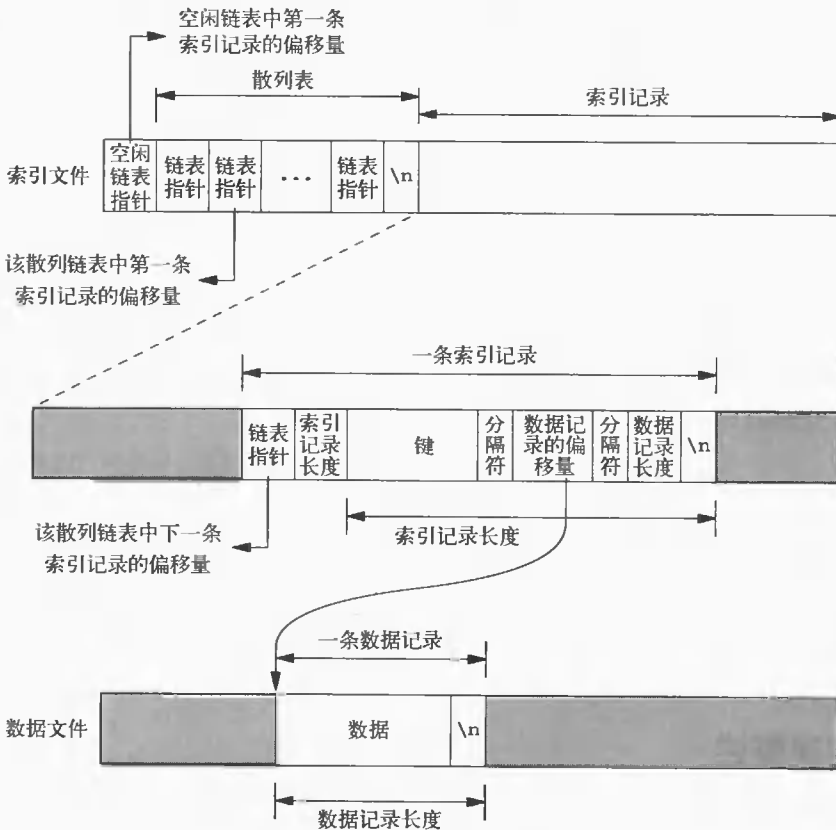 空闲链表中第一条
索引记录的偏移量
散列表
索引记录
索引文件
空闲
链表
指针
链表
指针
链表
指针
...
链表
指针
\n
该散列链表中第一条
索引记录的偏移量
一条索引记录
链表
指针
索引
记录
长度
键
分
隔
符
数据记
录的偏
移量
分
隔
符
数据
记录
长度
\n
该散列链表中下一条
索引记录的偏移量
索引记录长度
一条数据记录
数据文件
数据
\n
数据记录长度